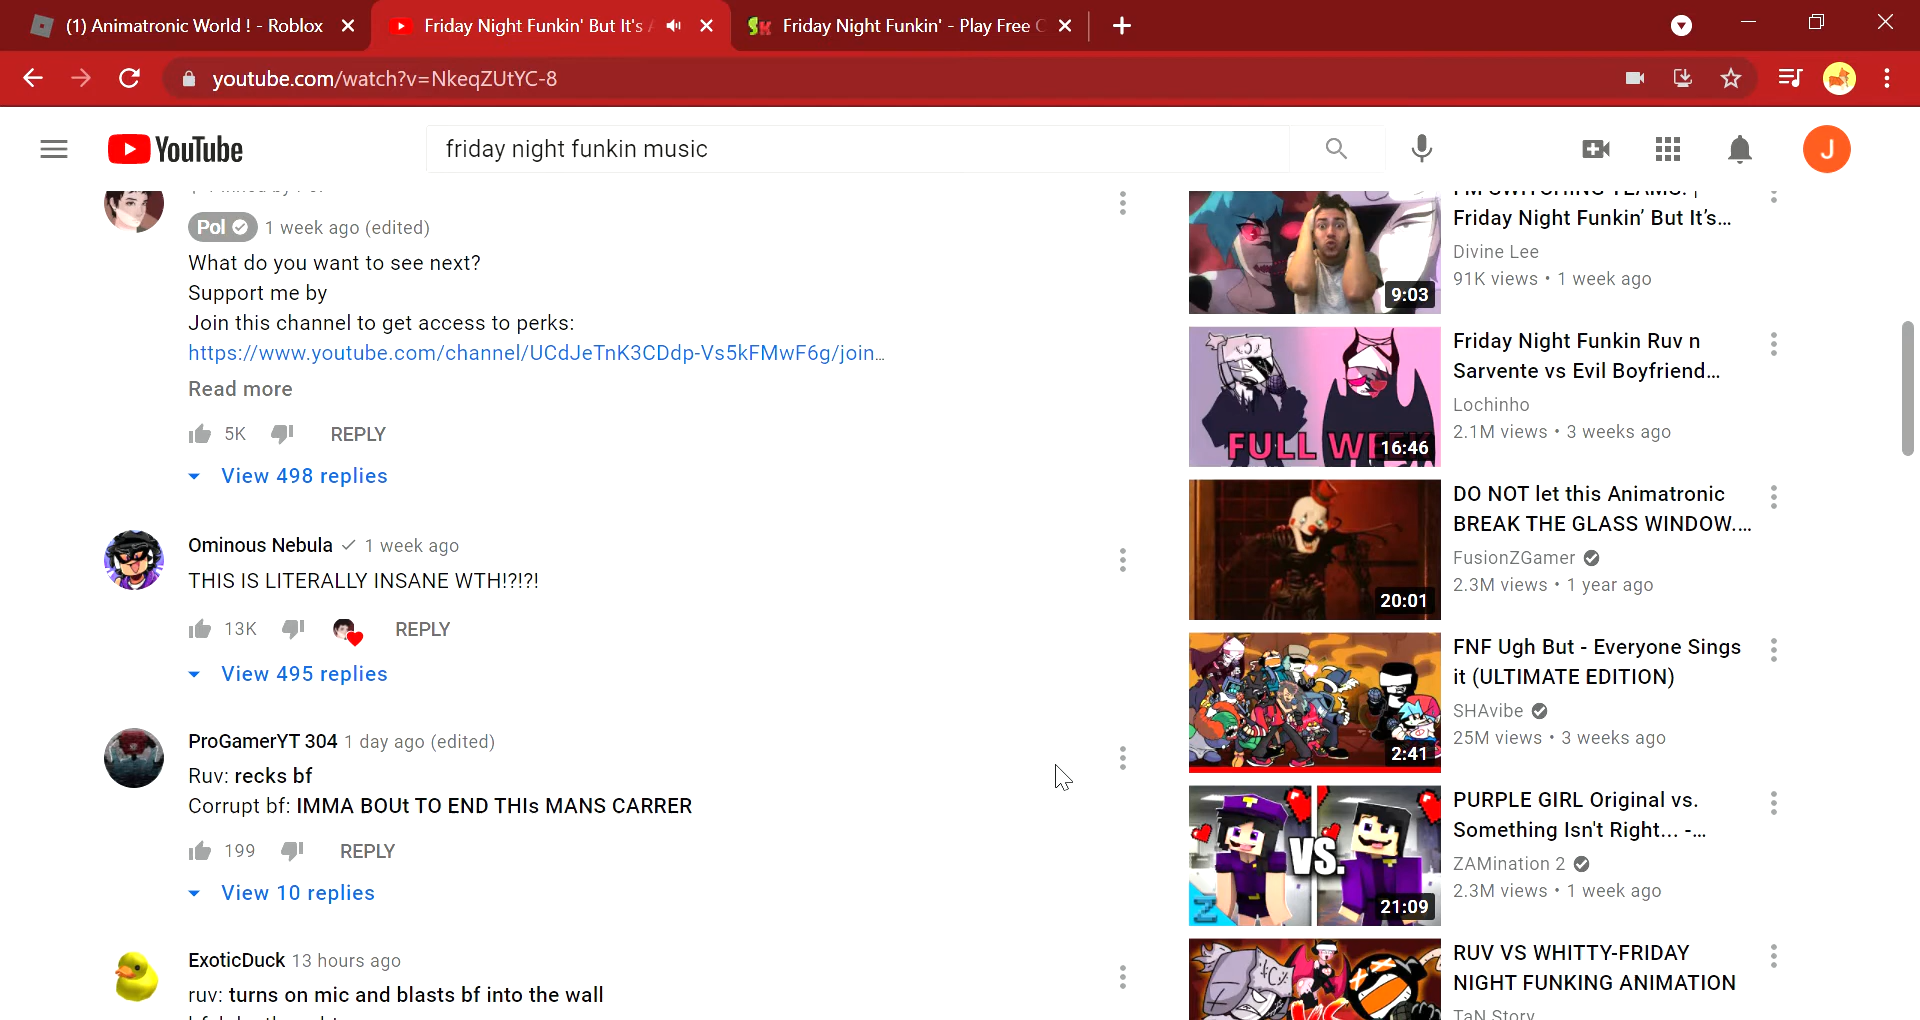 (1) Animatronic World ! - Roblox
Friday Night Funkin' But It's
Friday Night Funkin' - Play Free
youtube.com/watch?v=NkeqZUtYC-8
YouTube
friday night funkin music
J
Pol 1 week ago (edited)
What do you want to see next?
Support me by
Join this channel to get access to perks:
https://www.youtube.com/channel/UCdJeTnK3CDdp-Vs5kFMwF6g/join...
Read more
5K REPLY
View 498 replies
Ominous Nebula 1 week ago
THIS IS LITERALLY INSANE WTH!?!?!
13K REPLY
View 495 replies
ProGamerYT 304 1 day ago (edited)
Ruv: recks bf
Corrupt bf: IMMA BOUt TO END THIs MANS CARRER
199 REPLY
View 10 replies
ExoticDuck 13 hours ago
ruv: turns on mic and blasts bf into the wall
I'M SWITCHING TEAMS! |
Friday Night Funkin' But It's...
Divine Lee
91K views • 1 week ago
9:03
Friday Night Funkin Ruv n
Sarvente vs Evil Boyfriend...
Lochinho
2.1M views • 3 weeks ago
FULL WEEK
16:46
DO NOT let this Animatronic
BREAK THE GLASS WINDOW....
FusionZGamer
2.3M views • 1 year ago
20:01
FNF Ugh But - Everyone Sings
it (ULTIMATE EDITION)
SHAvibe
25M views • 3 weeks ago
2:41
PURPLE GIRL Original vs.
Something Isn't Right... -...
ZAMination 2
2.3M views • 1 week ago
VS.
Z
21:09
RUV VS WHITTY-FRIDAY
NIGHT FUNKING ANIMATION
TaN Story